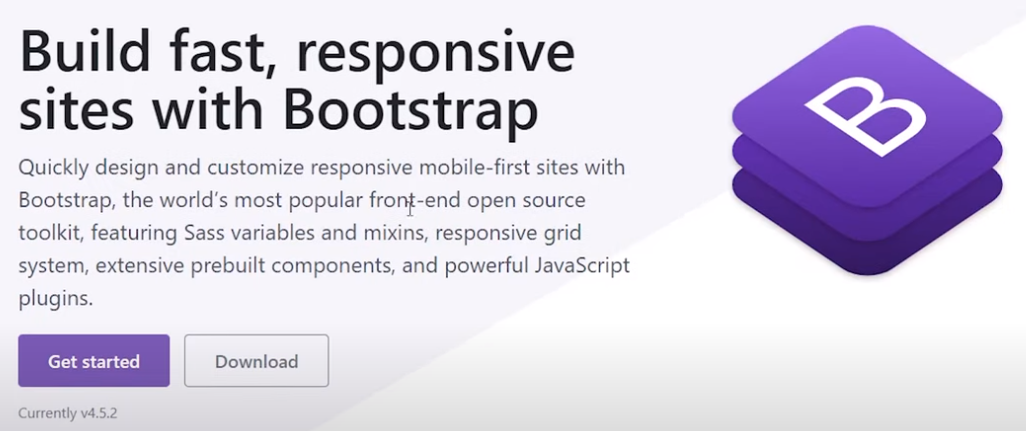 Build fast, responsive
sites with Bootstrap
Quickly design and customize responsive mobile-first sites with
Bootstrap, the world’s most popular front-end open source
toolkit, featuring Sass variables and mixins, responsive grid
system, extensive prebuilt components, and powerful JavaScript
plugins.
Get started
Download
Currently v4.5.2
B